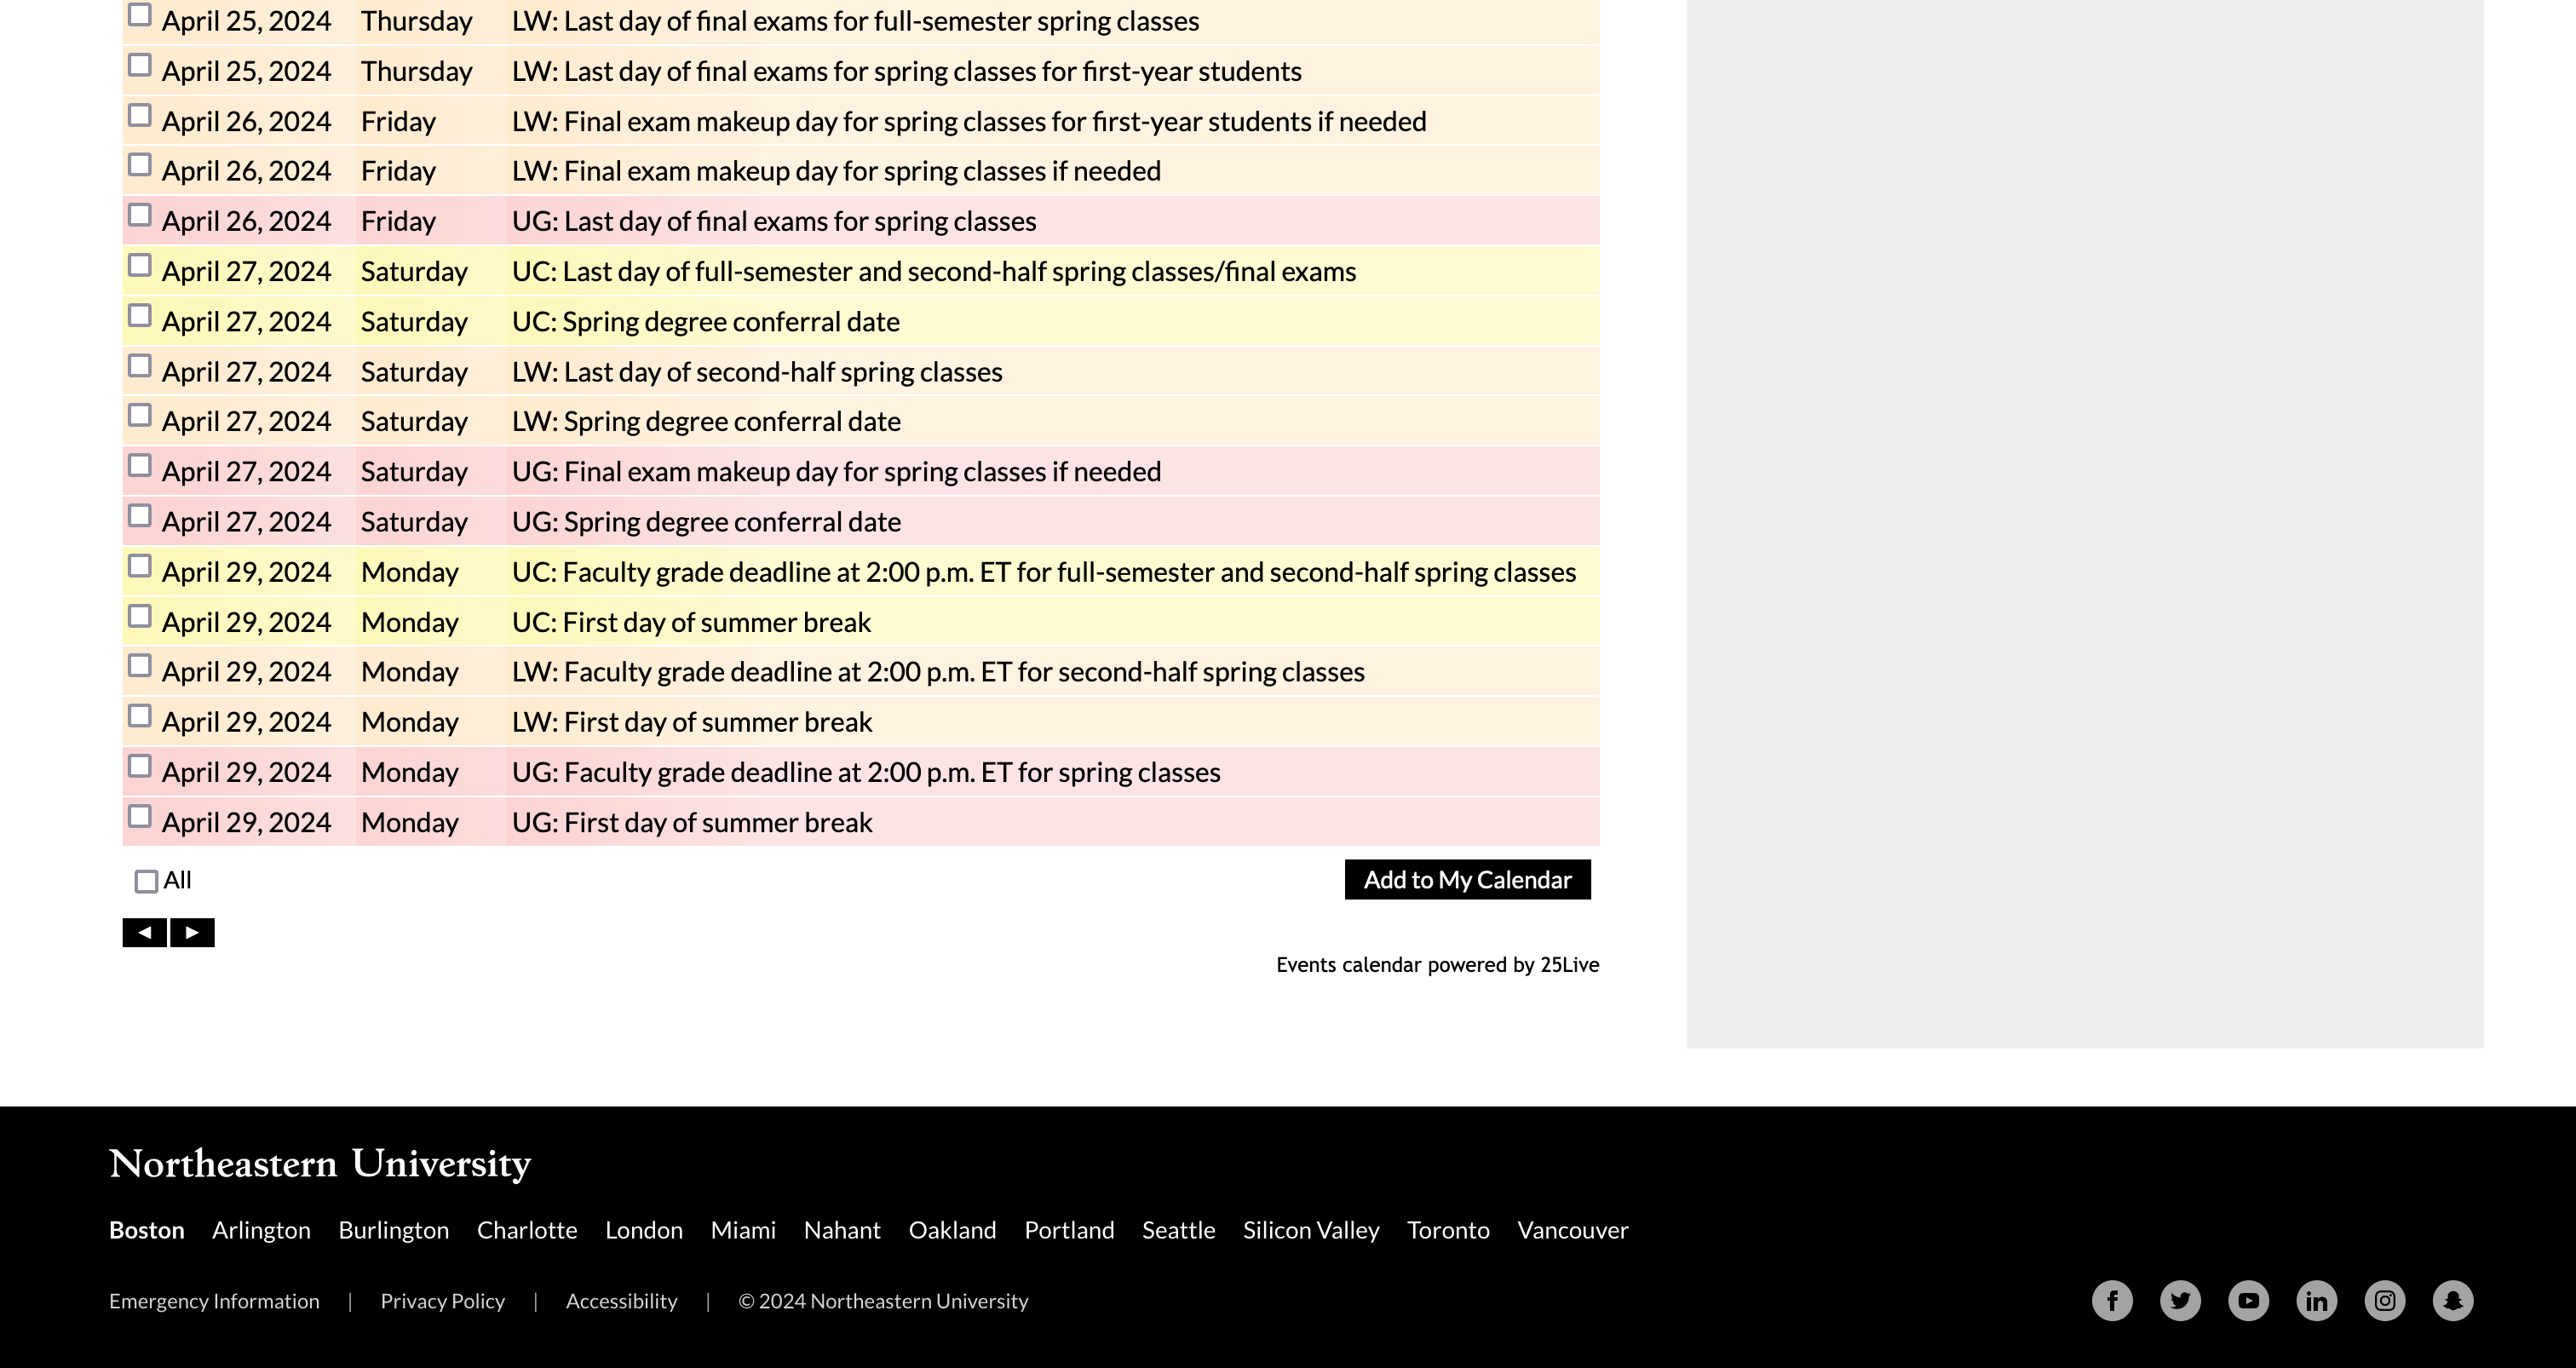 April 25, 2024 Thursday LW: Last day of final exams for full-semester spring classes
April 25, 2024 Thursday LW: Last day of final exams for spring classes for first-year students
April 26, 2024 Friday LW: Final exam makeup day for spring classes for first-year students if needed
April 26, 2024 Friday LW: Final exam makeup day for spring classes if needed
April 26, 2024 Friday UG: Last day of final exams for spring classes
April 27, 2024 Saturday UC: Last day of full-semester and second-half spring classes/final exams
April 27, 2024 Saturday UC: Spring degree conferral date
April 27, 2024 Saturday LW: Last day of second-half spring classes
April 27, 2024 Saturday LW: Spring degree conferral date
April 27, 2024 Saturday UG: Final exam makeup day for spring classes if needed
April 27, 2024 Saturday UG: Spring degree conferral date
April 29, 2024 Monday UC: Faculty grade deadline at 2:00 p.m. ET for full-semester and second-half spring classes
April 29, 2024 Monday UC: First day of summer break
April 29, 2024 Monday LW: Faculty grade deadline at 2:00 p.m. ET for second-half spring classes
April 29, 2024 Monday LW: First day of summer break
April 29, 2024 Monday UG: Faculty grade deadline at 2:00 p.m. ET for spring classes
April 29, 2024 Monday UG: First day of summer break
All Add to My Calendar
Events calendar powered by 25Live
Northeastern University
Boston Arlington Burlington Charlotte London Miami Nahant Oakland Portland Seattle Silicon Valley Toronto Vancouver
Emergency Information | Privacy Policy | Accessibility | © 2024 Northeastern University